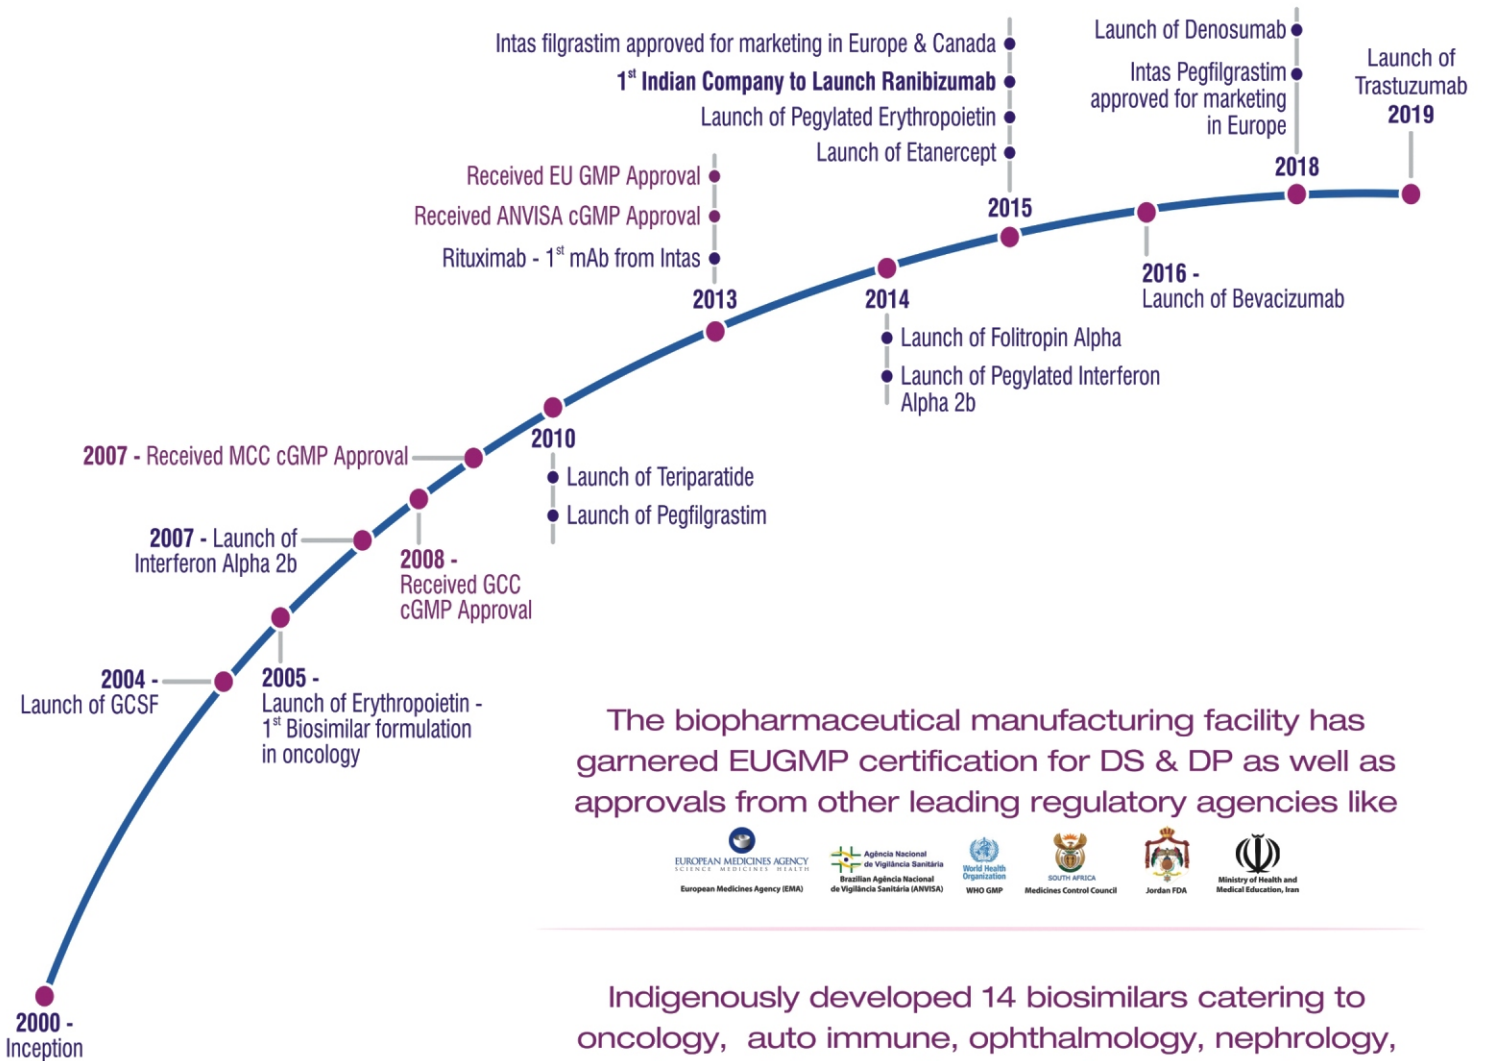 Intas filgrastim approved for marketing in Europe & Canada
1st Indian Company to Launch Ranibizumab
Launch of Pegylated Erythropoietin
Launch of Etanercept
2015
Launch of Denosumab
Intas Pegfilgrastim
approved for marketing
in Europe
2018
Launch of
Trastuzumab
2019
Received EU GMP Approval
Received ANVISA cGMP Approval
Rituximab - 1st mAb from Intas
2013
2014
Launch of Folitropin Alpha
Launch of Pegylated Interferon
Alpha 2b
2016 -
Launch of Bevacizumab
2007 - Received MCC cGMP Approval
2010
Launch of Teriparatide
Launch of Pegfilgrastim
2007 - Launch of
Interferon Alpha 2b
2008 -
Received GCC
cGMP Approval
2004 -
Launch of GCSF
2005 -
Launch of Erythropoietin -
1st Biosimilar formulation
in oncology
2000 -
Inception
The biopharmaceutical manufacturing facility has
garnered EUGMP certification for DS & DP as well as
approvals from other leading regulatory agencies like
EUROPEAN MEDICINES AGENCY
SCIENCE MEDICINES HEALTH
European Medicines Agency (EMA)
Agência Nacional
de Vigilância Sanitária
Brazilian Agência Nacional
de Vigilância Sanitária (ANVISA)
World Health
Organization
WHO GMP
SOUTH AFRICA
Medicines Control Council
Jordan FDA
Ministry of Health and
Medical Education, Iran
Indigenously developed 14 biosimilars catering to
oncology, auto immune, ophthalmology, nephrology,